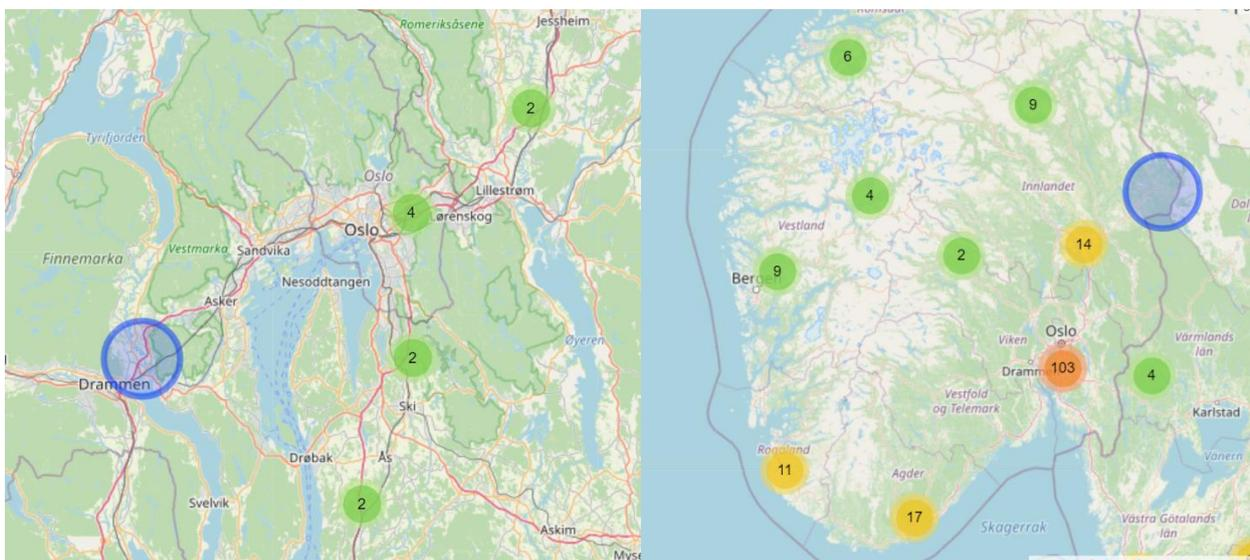 Romeriksåsene
Jessheim
2
Tyrifjorden
Oslo
Lillestrøm
4
Lørenskog
Oslo
Vestmarka
Sandvika
Finnemarka
Nesoddtangen
Asker
Øyeren
2
Drammen
Ski
Drøbak
Ås
2
Svelvik
Askim
6
9
4
Innlandet
Vestland
2
14
9
Bergen
Oslo
Viken
Värmlands
län
Dramm
103
4
Vestfold
og Telemark
Karlstad
Rogaland
11
Agder
Vänern
17
Skagerrak
Västra Götalands
län